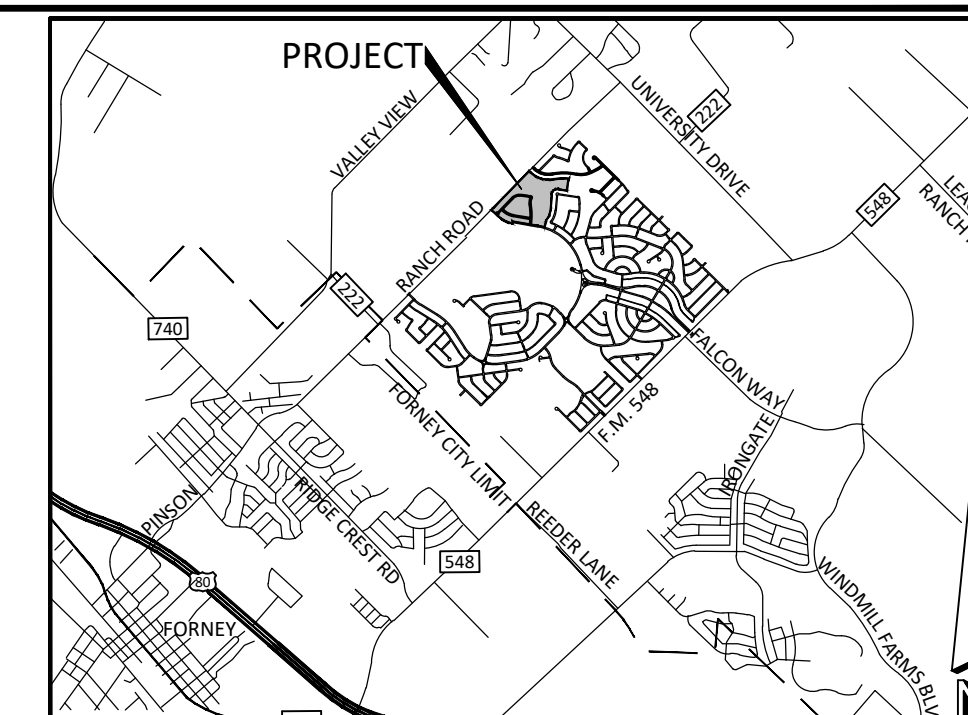 PROJECT
VALLEY VIEW
UNIVERSITY DRIVE
222
548
RANCH
RANCH ROAD
222
740
FALCON WAY
F.M. 548
FORNEY CITY LIMIT
IRONGATE
RIDGE CREST RD
PINSON
REEDER LANE
548
80
FORNEY
WINDMILL FARMS